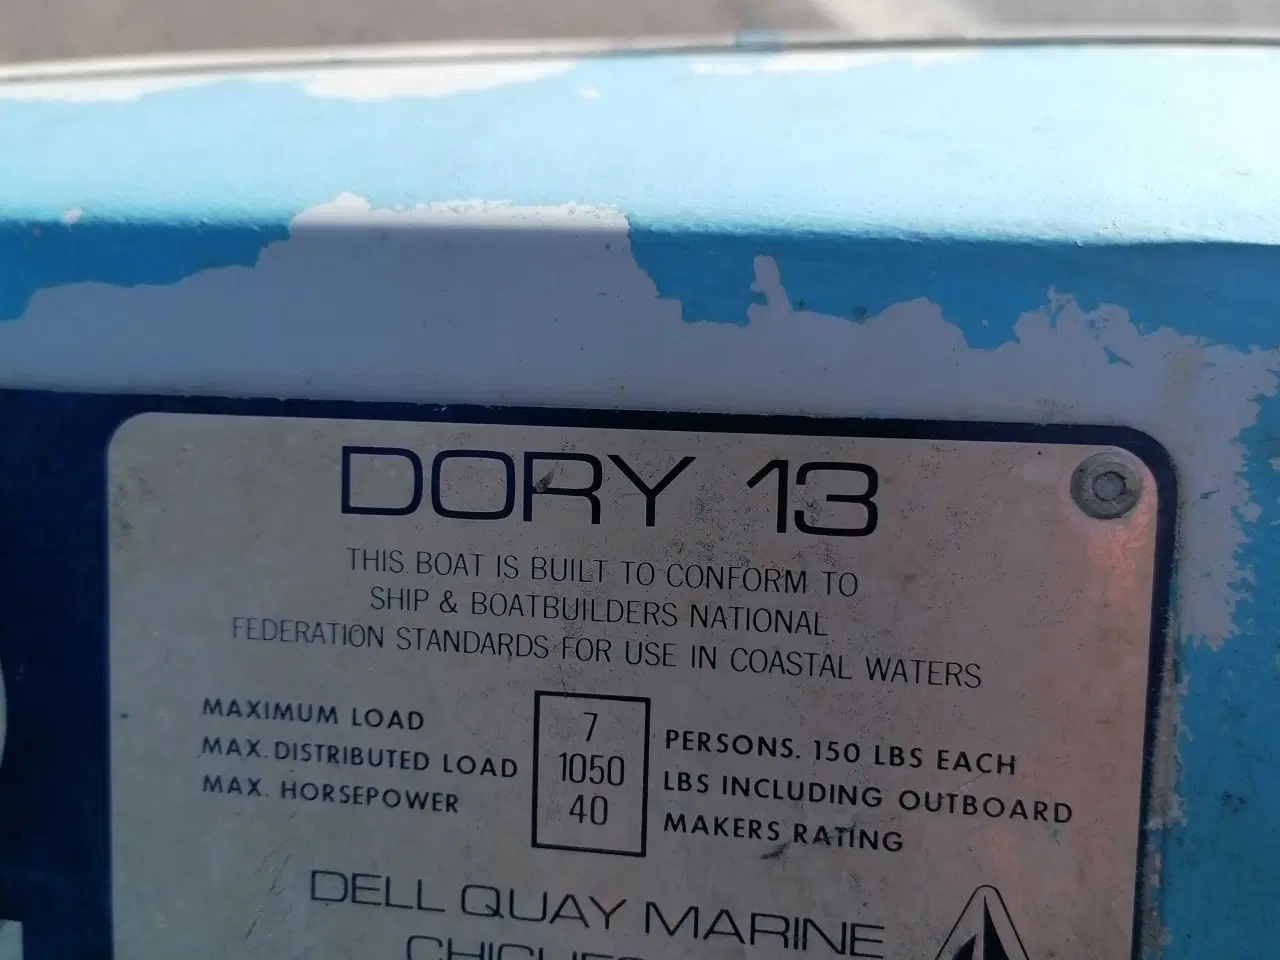 DORY 13
THIS BOAT IS BUILT TO CONFORM TO
SHIP & BOATBUILDERS NATIONAL
FEDERATION STANDARDS FOR USE IN COASTAL WATERS
MAXIMUM LOAD 7 PERSONS. 150 LBS EACH
MAX. DISTRIBUTED LOAD 1050 LBS INCLUDING OUTBOARD
MAX. HORSEPOWER 40 MAKERS RATING
DELL QUAY MARINE